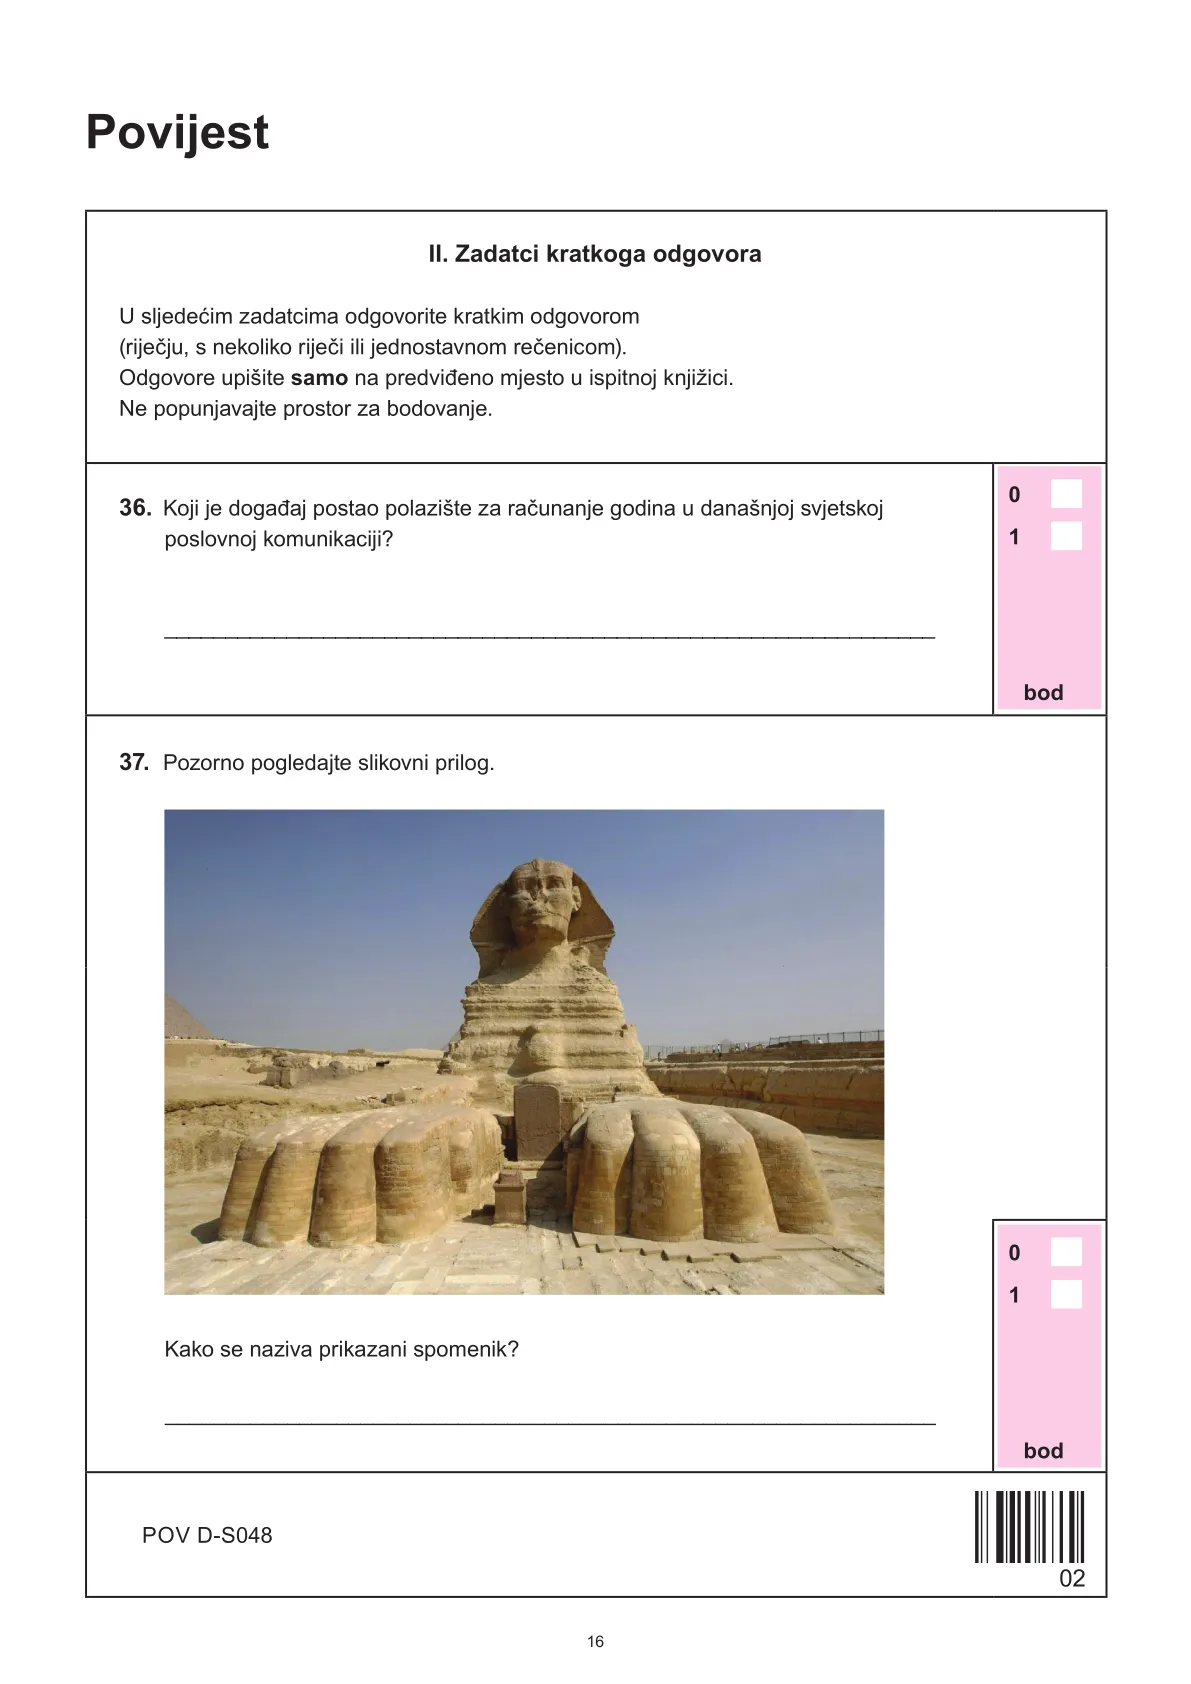 Povijest
II. Zadatci kratkoga odgovora
U sljedećim zadatcima odgovorite kratkim odgovorom
(riječju, s nekoliko riječi ili jednostavnom rečenicom).
Odgovore upišite samo na predviđeno mjesto u ispitnoj knjižici.
Ne popunjavajte prostor za bodovanje.
36. Koji je događaj postao polazište za računanje godina u današnjoj svjetskoj
poslovnoj komunikaciji?
0
1
bod
37. Pozorno pogledajte slikovni prilog.
Kako se naziva prikazani spomenik?
0
1
bod
POV D-S048
02
16